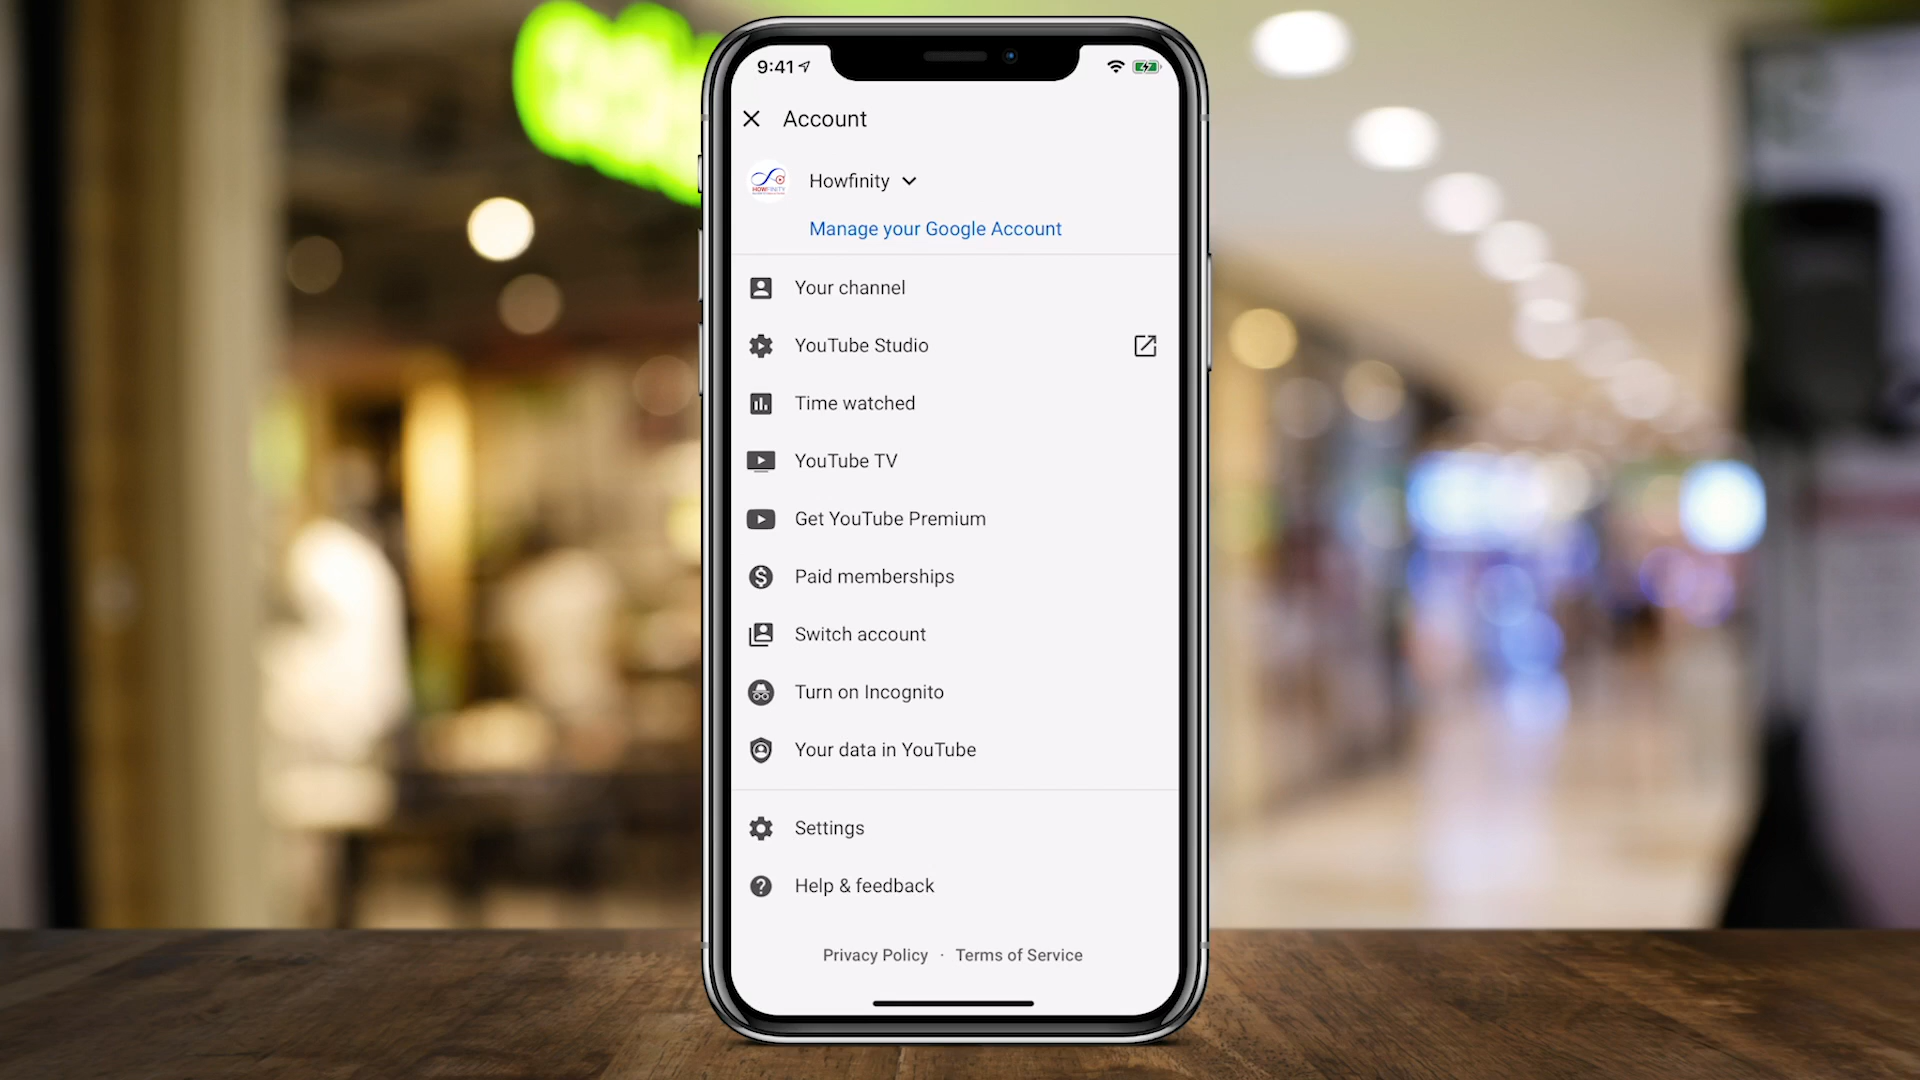 9:41
Account
HOWFINITY
Howfinity
Manage your Google Account
Your channel
YouTube Studio
Time watched
YouTube TV
Get YouTube Premium
Paid memberships
Switch account
Turn on Incognito
Your data in YouTube
Settings
Help & feedback
Privacy Policy · Terms of Service